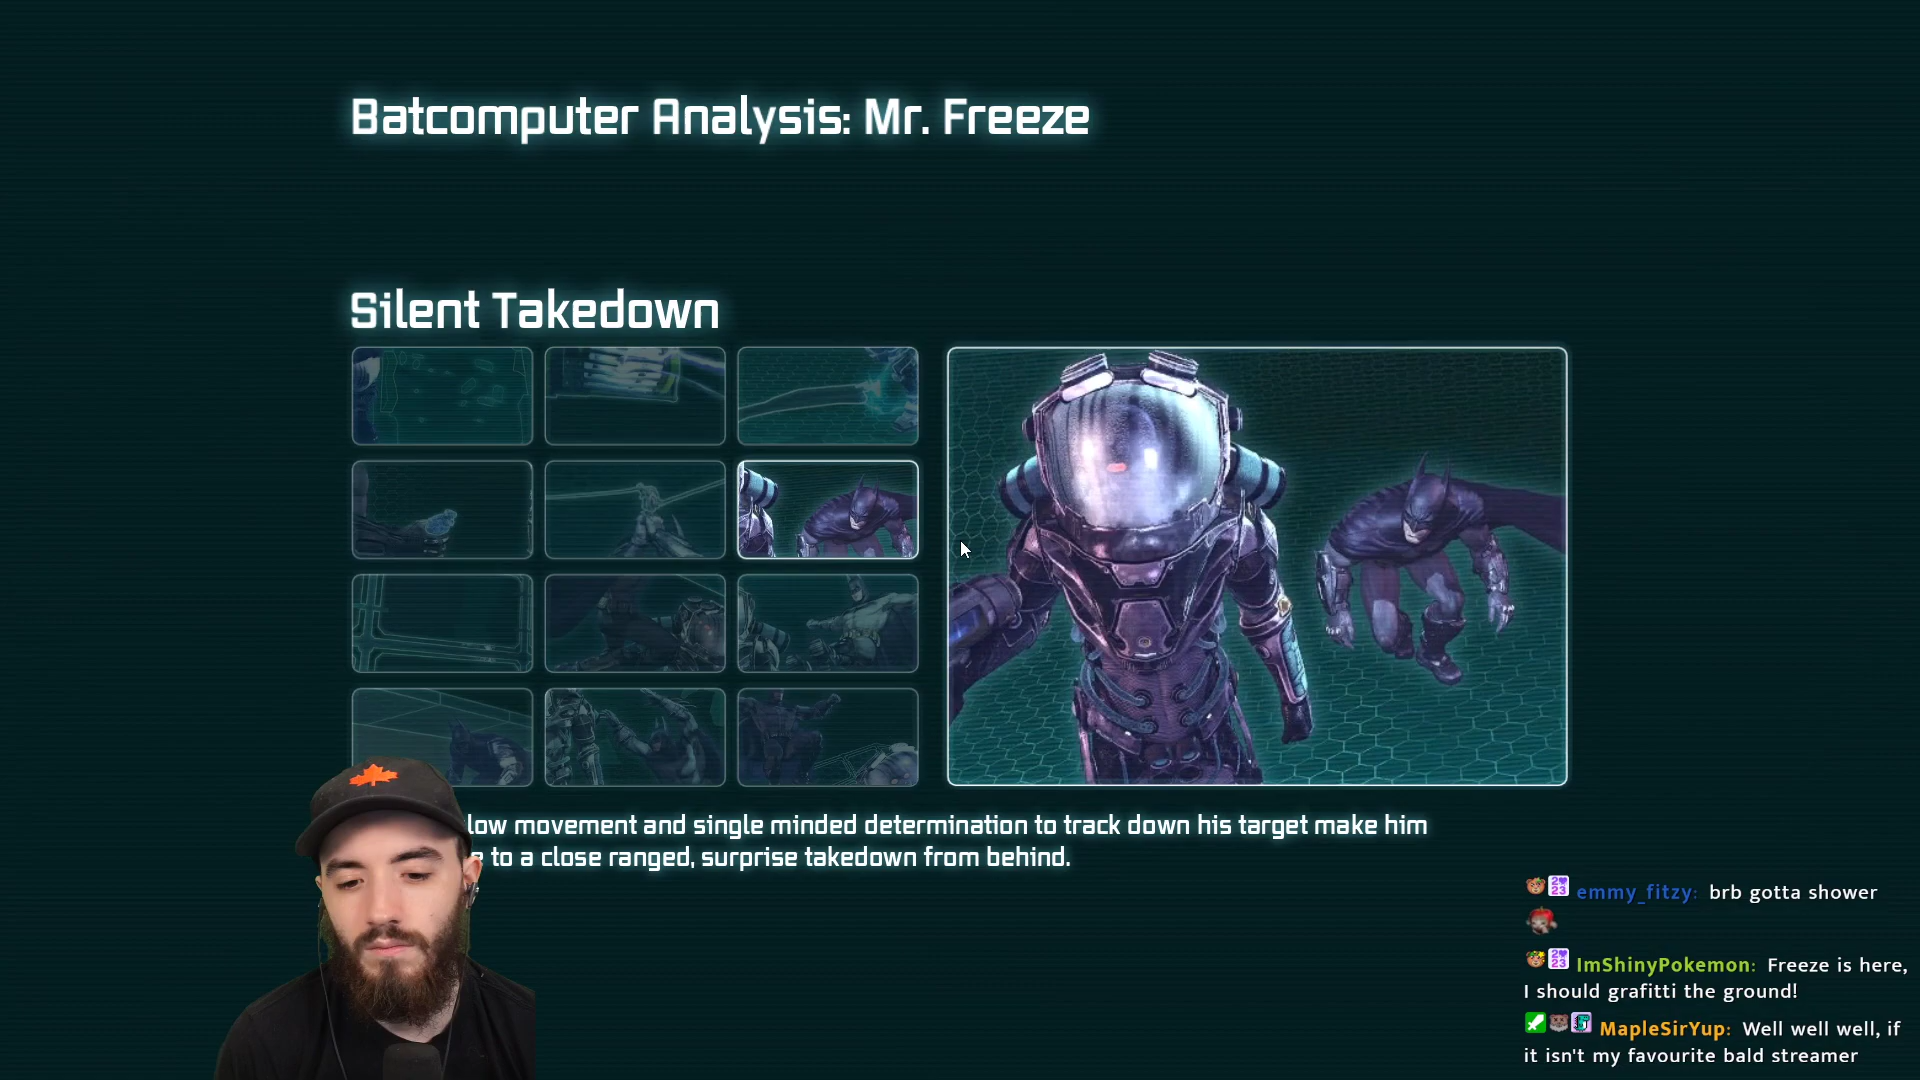 Batcomputer Analysis: Mr. Freeze
Silent Takedown
low movement and single minded determination to track down his target make him
to a close ranged, surprise takedown from behind.
emmy_fitzy: brb gotta shower
ImShinyPokemon: Freeze is here,
I should grafitti the ground!
MapleSirYup: Well well well, if
it isn't my favourite bald streamer